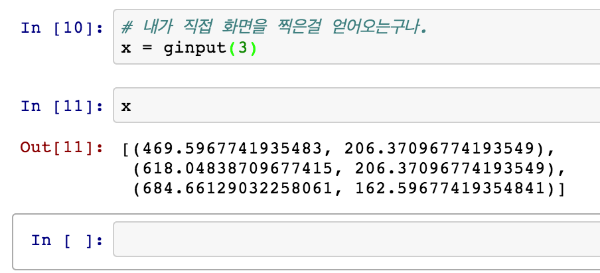 In [10]: # 내가 직접 화면을 찍은걸 얻어오는구나.
x = ginput(3)
In [11]: x
Out[11]: [(469.5967741935483, 206.37096774193549),
(618.04838709677415, 206.37096774193549),
(684.66129032258061, 162.59677419354841)]
In [ ]: